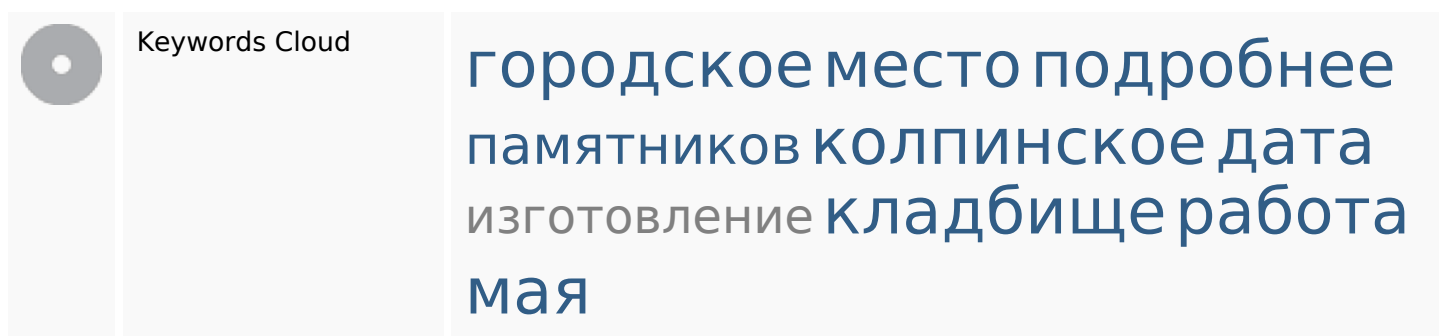 Keywords Cloud
городское место подробнее
памятников колпинское дата
изготовление кладбище работа
мая